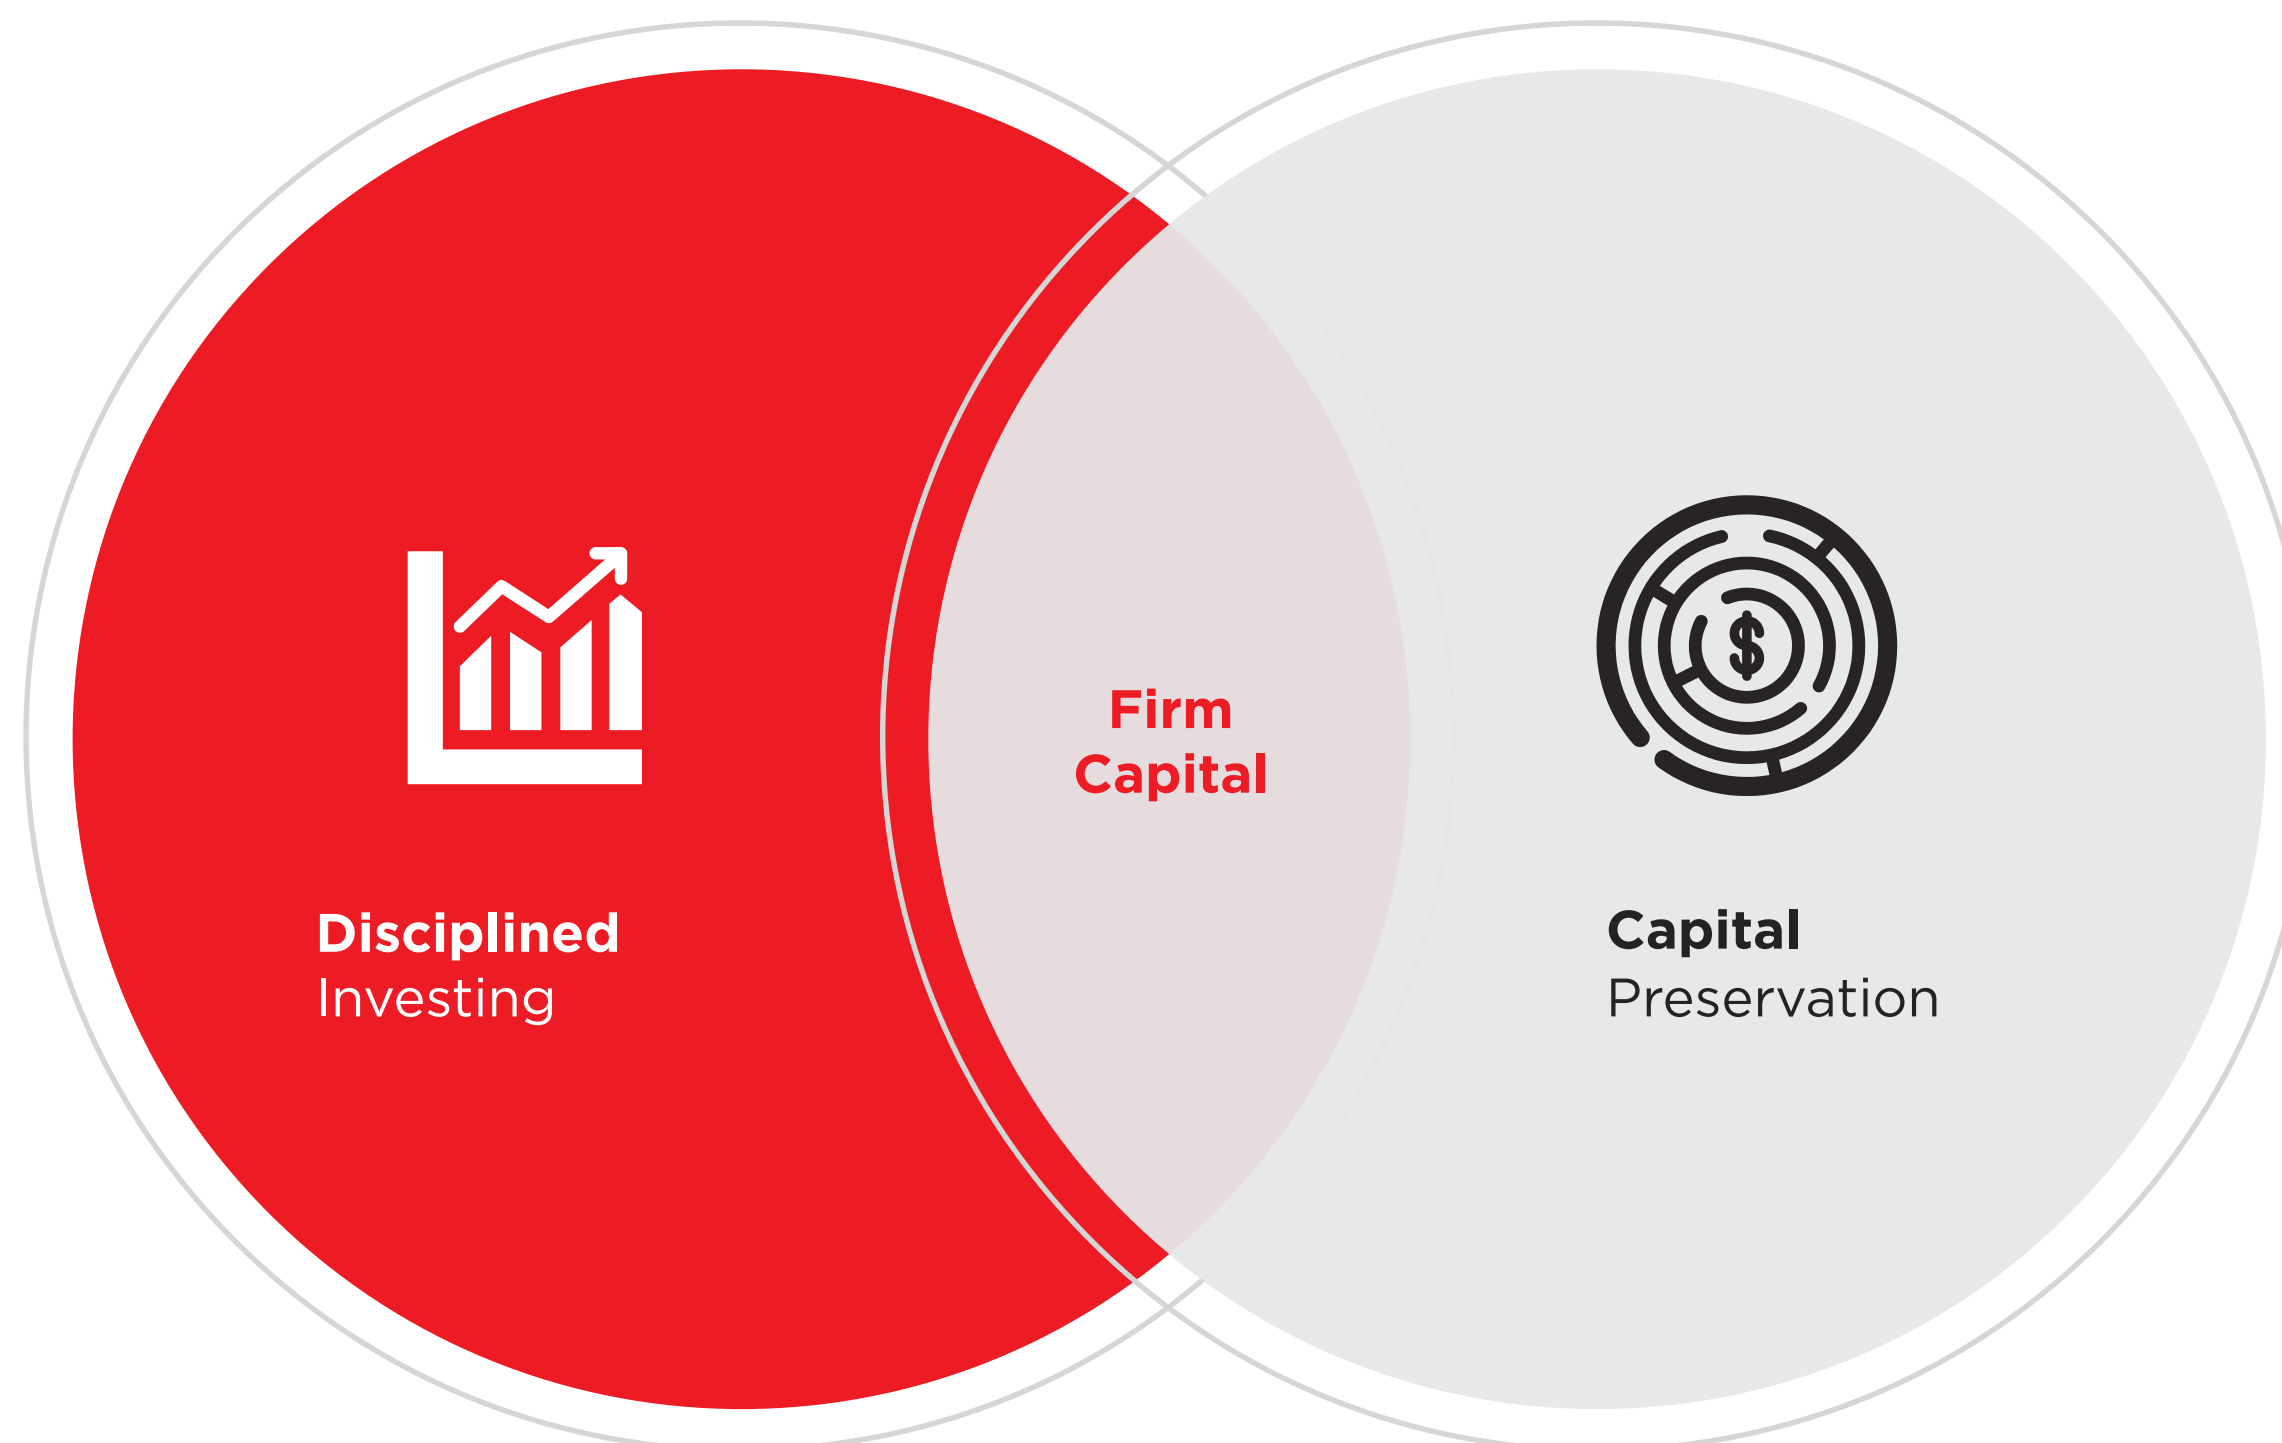 Disciplined
Investing
Firm
Capital
$
Capital
Preservation